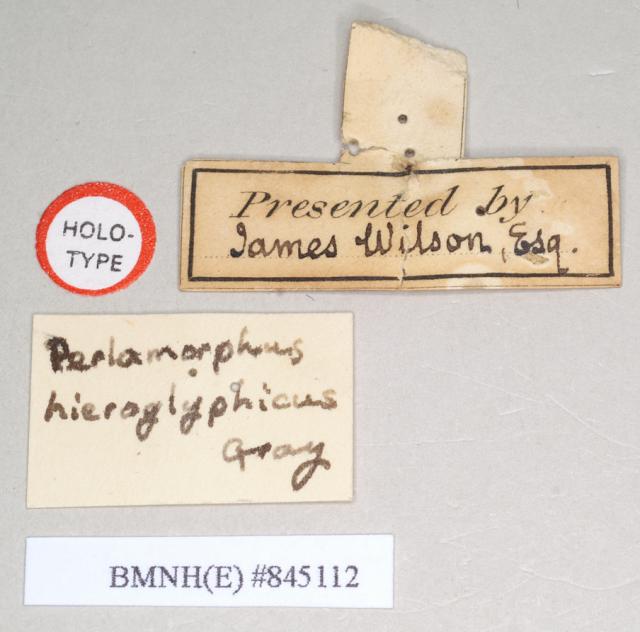 HOLO-
TYPE
Presented by
James Wilson, Esq.
Perlamorphus
hieroglyphicus
Gray
BMNH(E) #845112